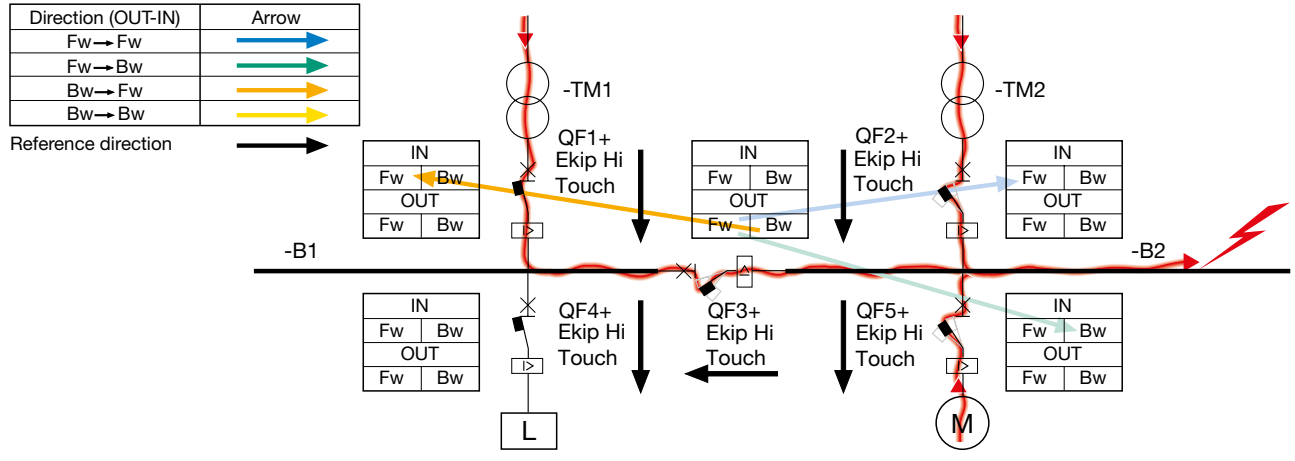 Direction (OUT-IN) Arrow
Fw→Fw
Fw→Bw
Bw→Fw
Bw→Bw
Reference direction
-TM1
-TM2
QF1+
Ekip Hi
Touch
QF2+
Ekip Hi
Touch
IN
Fw Bw
OUT
Fw Bw
IN
Fw Bw
OUT
Fw Bw
IN
Fw Bw
OUT
Fw Bw
-B1
-B2
IN
Fw Bw
OUT
Fw Bw
QF4+
Ekip Hi
Touch
QF3+
Ekip Hi
Touch
QF5+
Ekip Hi
Touch
IN
Fw Bw
OUT
Fw Bw
I>
I>
I>
I>
I>
L
M